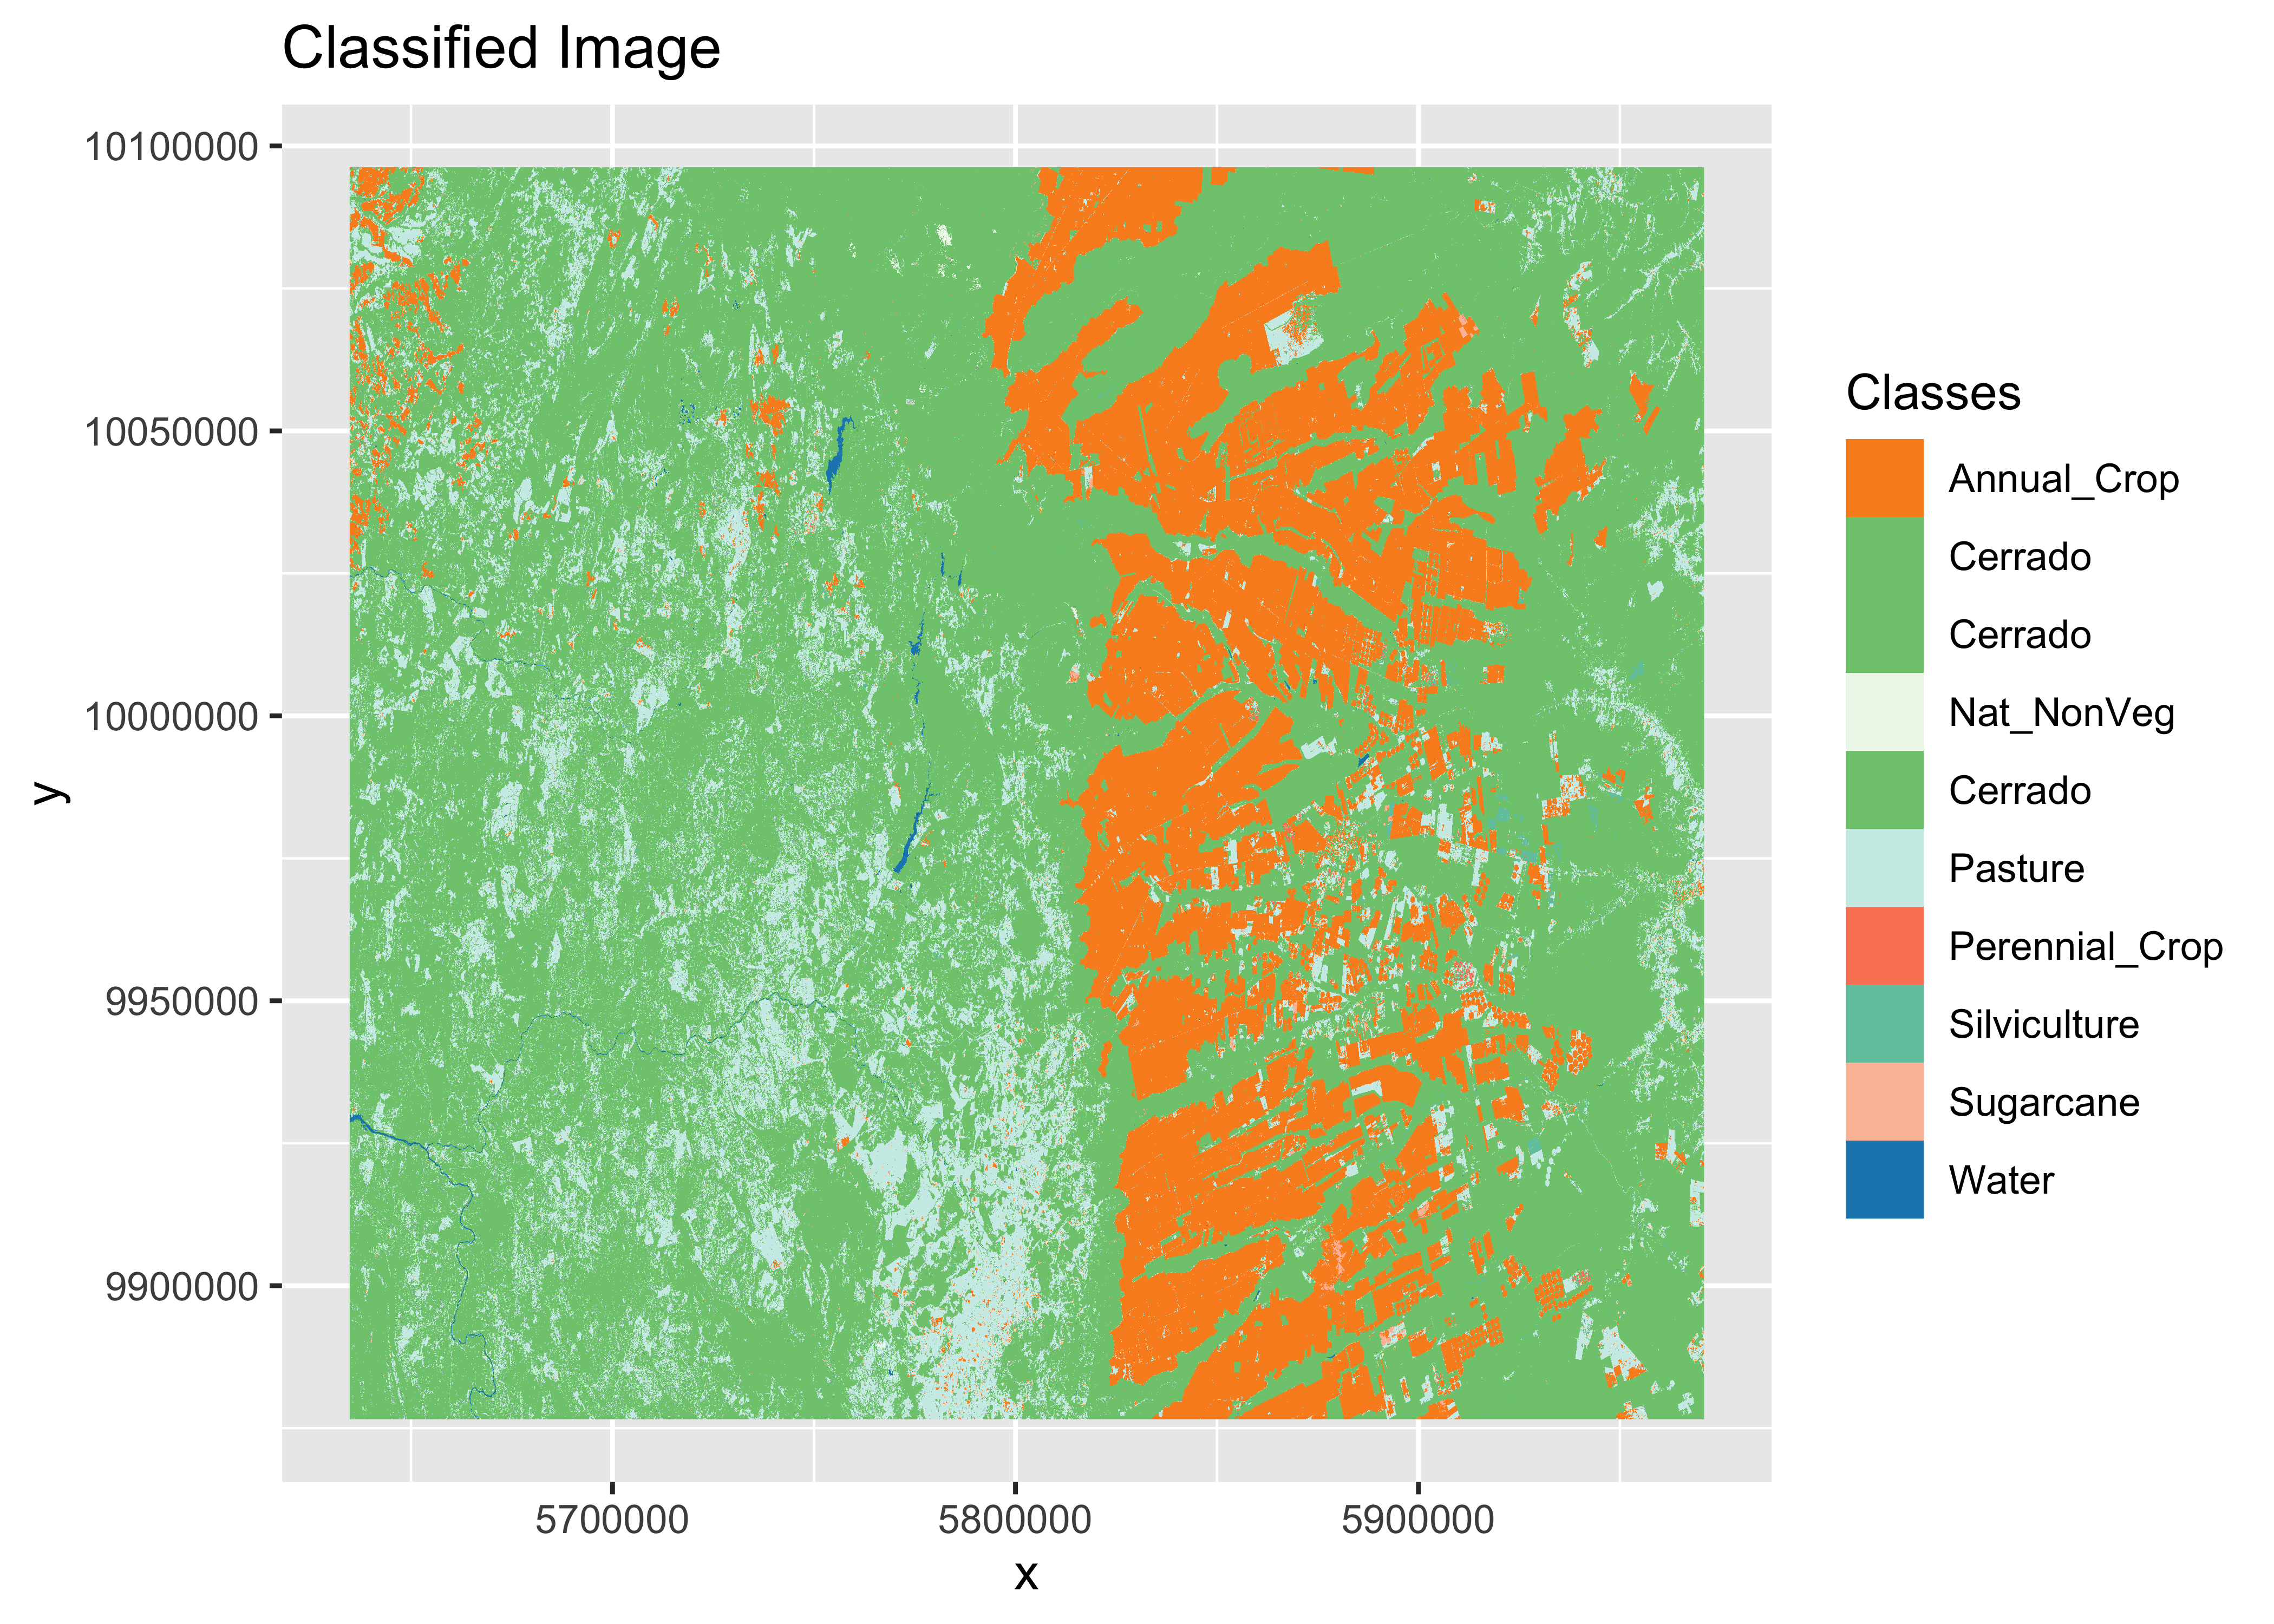 Classified Image
10100000
10050000
10000000
9950000
9900000
y
5700000 5800000 5900000
x
Classes
Annual_Crop
Cerrado
Cerrado
Nat_NonVeg
Cerrado
Pasture
Perennial_Crop
Silviculture
Sugarcane
Water